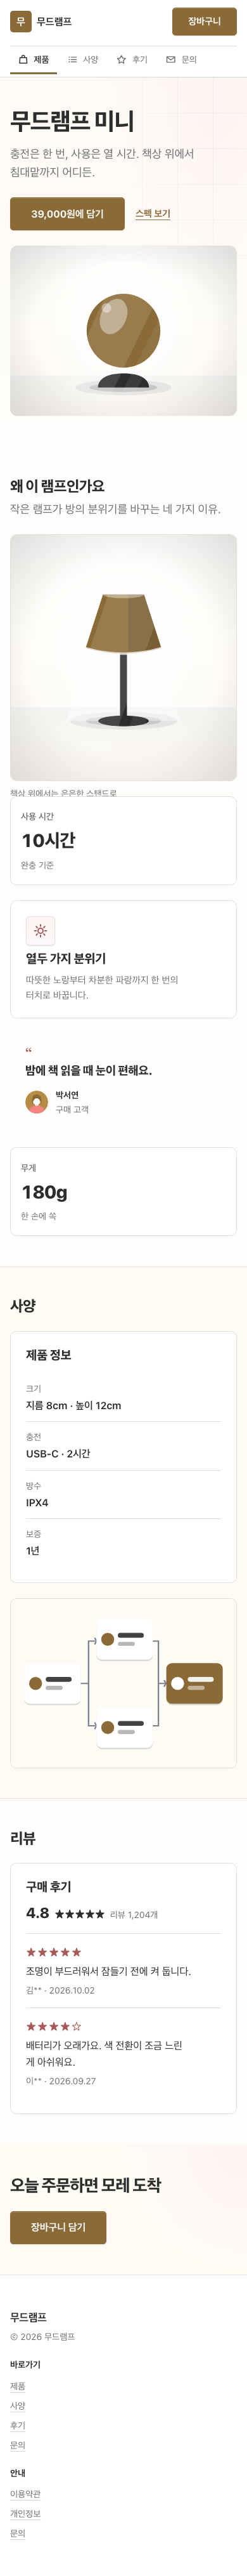 무 무드램프
장바구니
제품 사양 후기 문의
무드램프 미니
충전은 한 번, 사용은 열 시간. 책상 위에서
침대맡까지 어디든.
39,000원에 담기 스펙 보기
왜 이 램프인가요
작은 램프가 방의 분위기를 바꾸는 네 가지 이유.
책상 위에서는 은은한 스탠드로
사용 시간
10시간
완충 기준
열두 가지 분위기
따뜻한 노랑부터 차분한 파랑까지 한 번의
터치로 바꿉니다.
“
밤에 책 읽을 때 눈이 편해요.
박서연
구매 고객
무게
180g
한 손에 쏙
사양
제품 정보
크기
지름 8cm · 높이 12cm
충전
USB-C · 2시간
방수
IPX4
보증
1년
리뷰
구매 후기
4.8 ★★★★★ 리뷰 1,204개
★★★★★
조명이 부드러워서 잠들기 전에 켜 둡니다.
김** · 2026.10.02
★★★★☆
배터리가 오래가요. 색 전환이 조금 느린
게 아쉬워요.
이** · 2026.09.27
오늘 주문하면 모레 도착
장바구니 담기
무드램프
© 2026 무드램프
바로가기
제품
사양
후기
문의
안내
이용약관
개인정보
문의